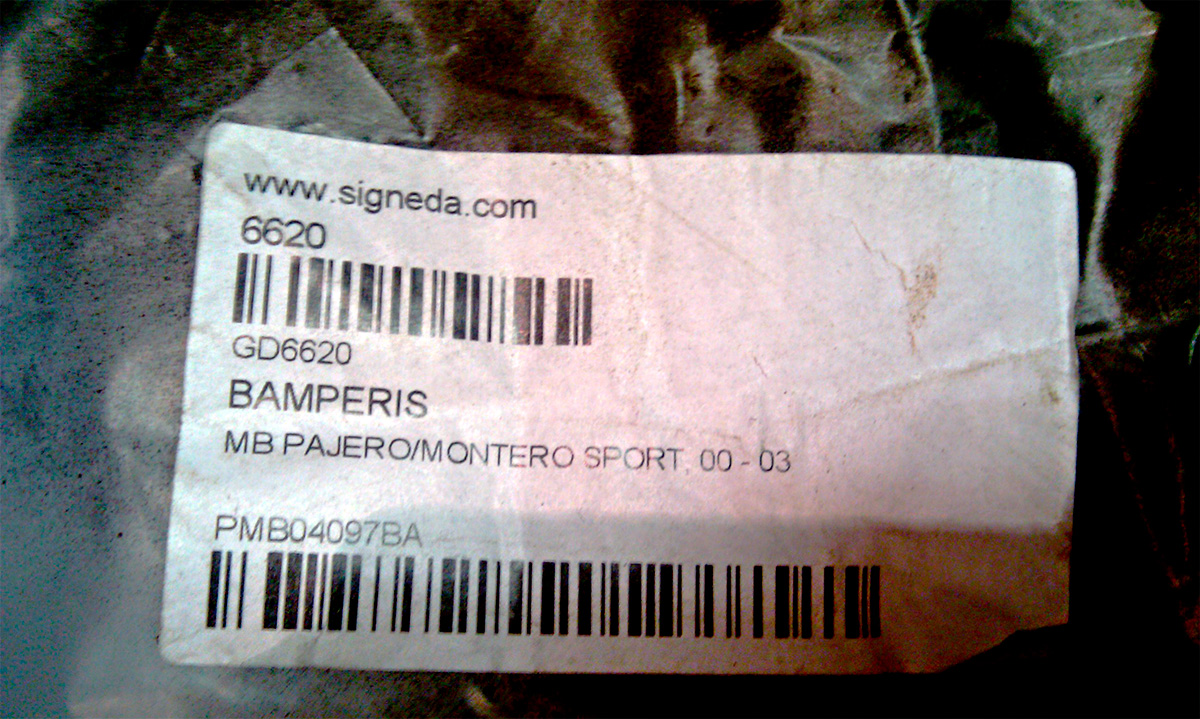 www.signeda.com
6620
GD6620
BAMPERIS
MB PAJERO/MONTERO SPORT, 00 - 03
PMB04097BA